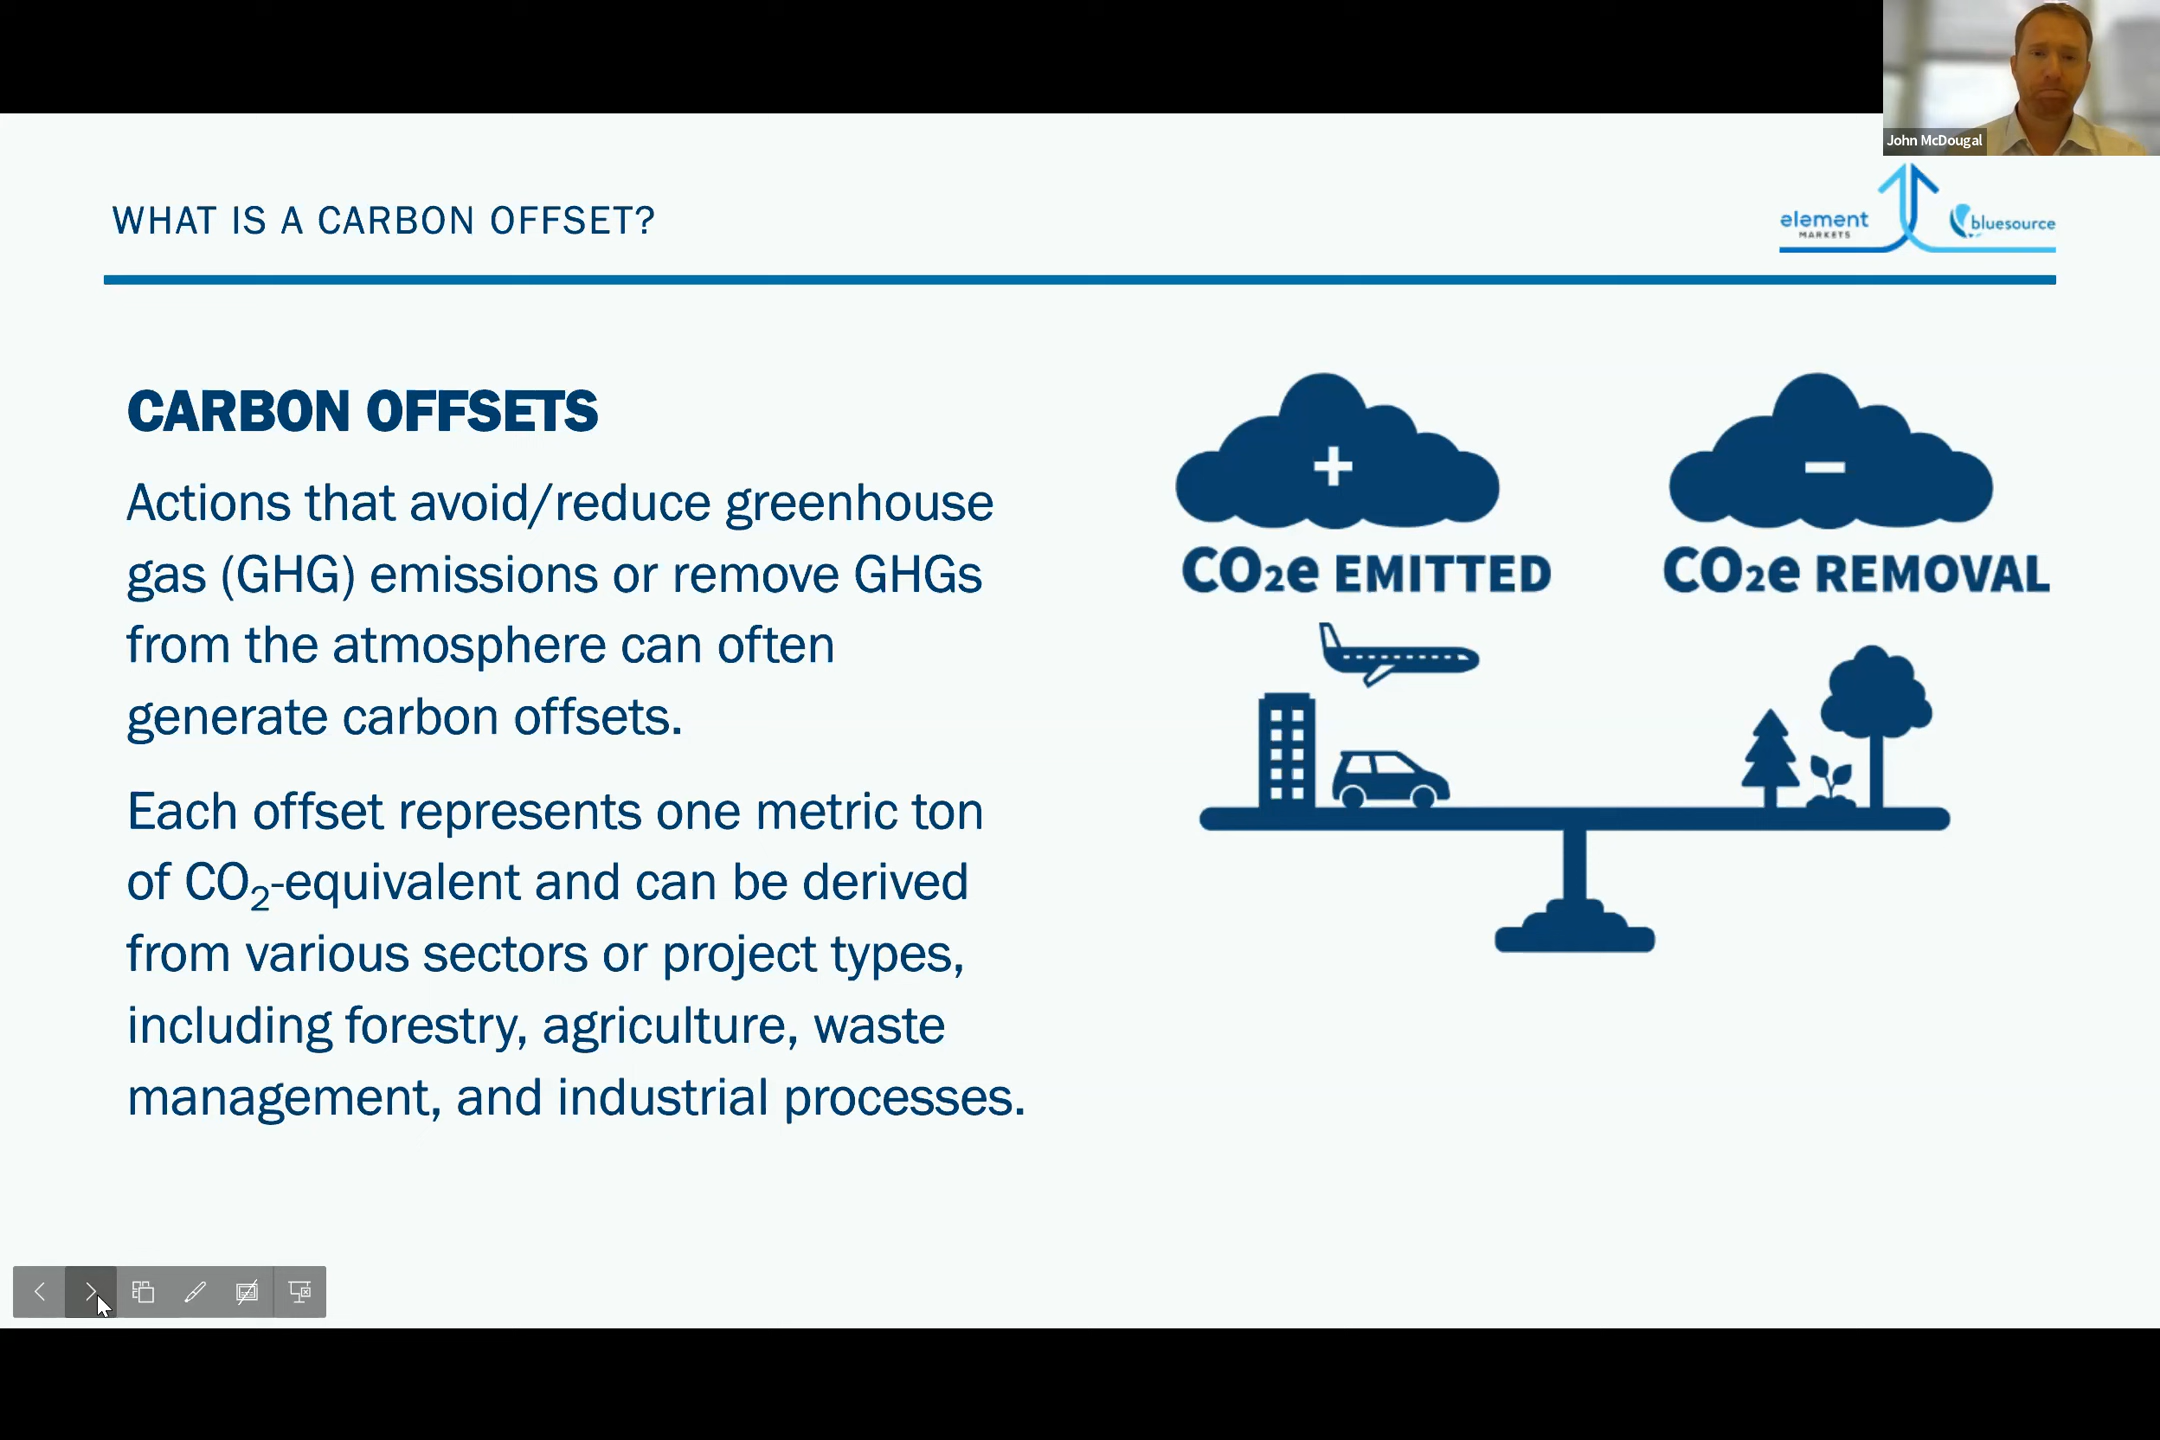 John McDougal
WHAT IS A CARBON OFFSET?
element
MARKETS
bluesource
CARBON OFFSETS
Actions that avoid/reduce greenhouse
gas (GHG) emissions or remove GHGs
from the atmosphere can often
generate carbon offsets.
Each offset represents one metric ton
of CO₂-equivalent and can be derived
from various sectors or project types,
including forestry, agriculture, waste
management, and industrial processes.
+
CO₂e EMITTED
−
CO₂e REMOVAL